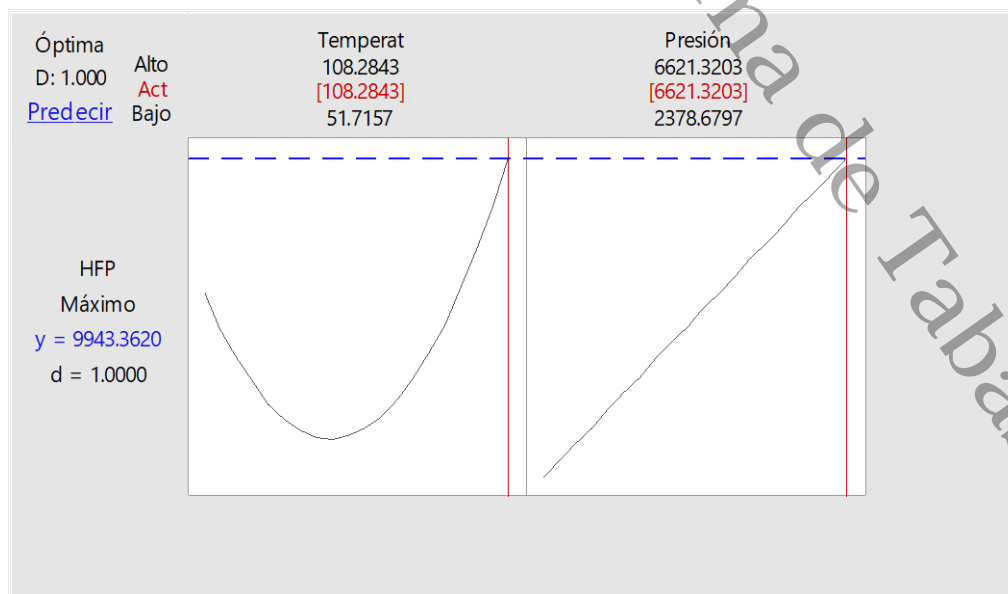 Óptima
D: 1.000
Predecir
Alto
Act
Bajo
Temperat
108.2843
[108.2843]
51.7157
Presión
6621.3203
[6621.3203]
2378.6797
HFP
Máximo
y = 9943.3620
d = 1.0000
de